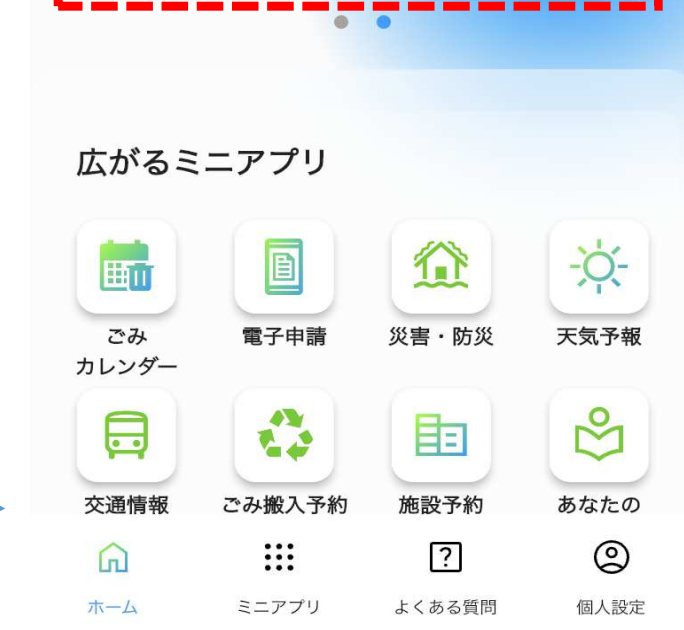 広がるミニアプリ
ごみ 電子申請 災害・防災 天気予報
カレンダー
交通情報 ごみ搬入予約 施設予約 あなたの
?
ホーム ミニアプリ よくある質問 個人設定